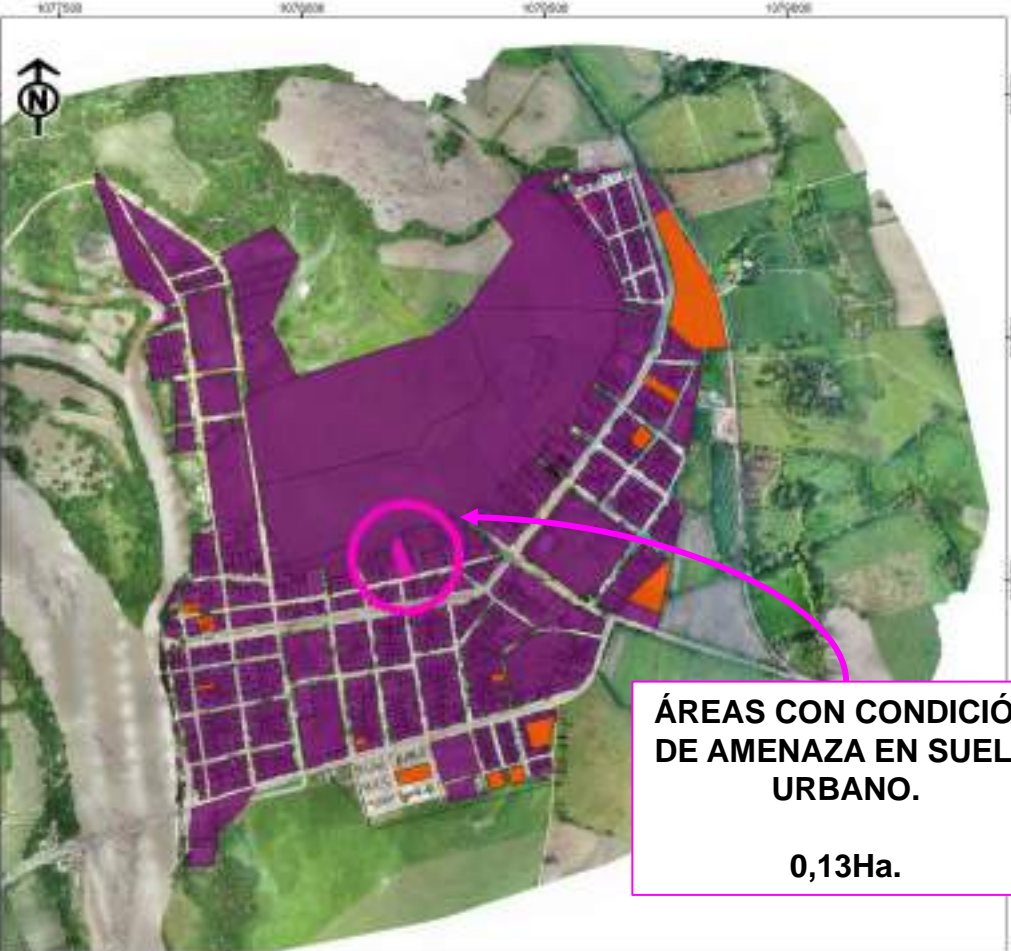 N
ÁREAS CON CONDICIÓ
DE AMENAZA EN SUEL
URBANO.
0,13Ha.